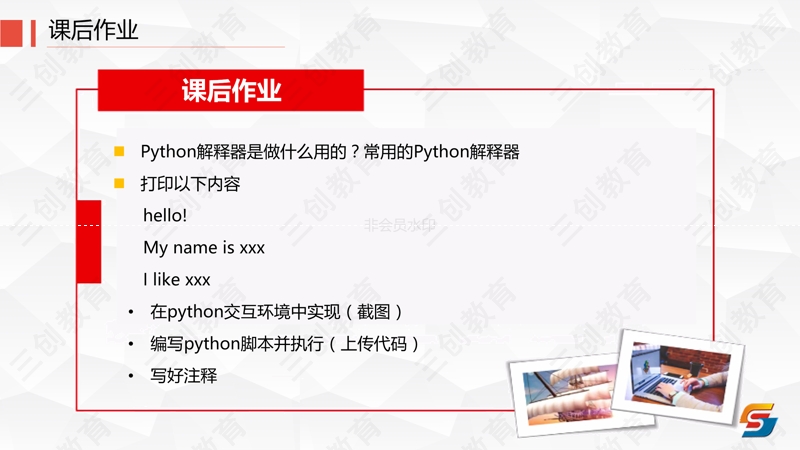 课后作业
课后作业
Python解释器是做什么用的？常用的Python解释器
打印以下内容
hello!
My name is xxx
I like xxx
在python交互环境中实现（截图）
编写python脚本并执行（上传代码）
写好注释
非会员水印
三创教育